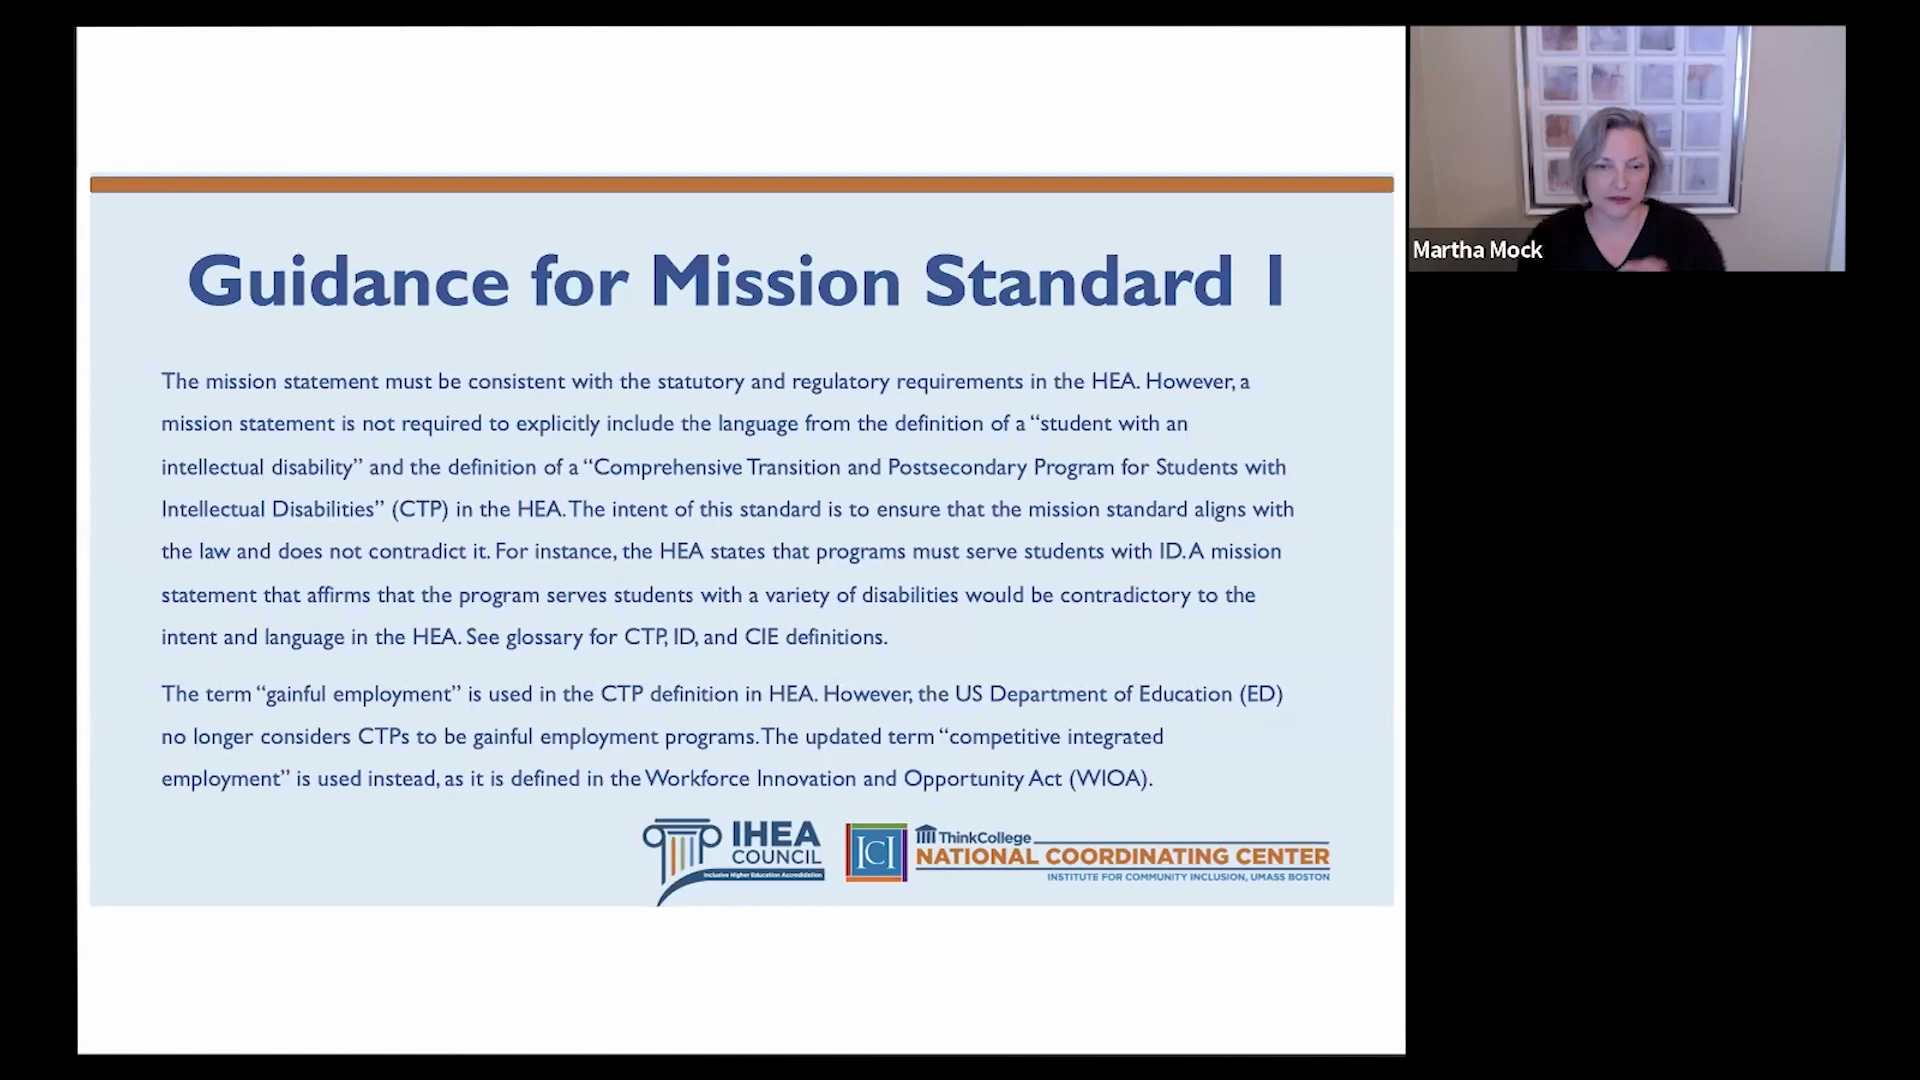 Guidance for Mission Standard 1
The mission statement must be consistent with the statutory and regulatory requirements in the HEA. However, a
mission statement is not required to explicitly include the language from the definition of a “student with an
intellectual disability” and the definition of a “Comprehensive Transition and Postsecondary Program for Students with
Intellectual Disabilities” (CTP) in the HEA. The intent of this standard is to ensure that the mission standard aligns with
the law and does not contradict it. For instance, the HEA states that programs must serve students with ID. A mission
statement that affirms that the program serves students with a variety of disabilities would be contradictory to the
intent and language in the HEA. See glossary for CTP, ID, and CIE definitions.
The term “gainful employment” is used in the CTP definition in HEA. However, the US Department of Education (ED)
no longer considers CTPs to be gainful employment programs. The updated term “competitive integrated
employment” is used instead, as it is defined in the Workforce Innovation and Opportunity Act (WIOA).
IHEA
COUNCIL
Inclusive Higher Education Accreditation
ICI
ThinkCollege
NATIONAL COORDINATING CENTER
INSTITUTE FOR COMMUNITY INCLUSION, UMASS BOSTON
Martha Mock